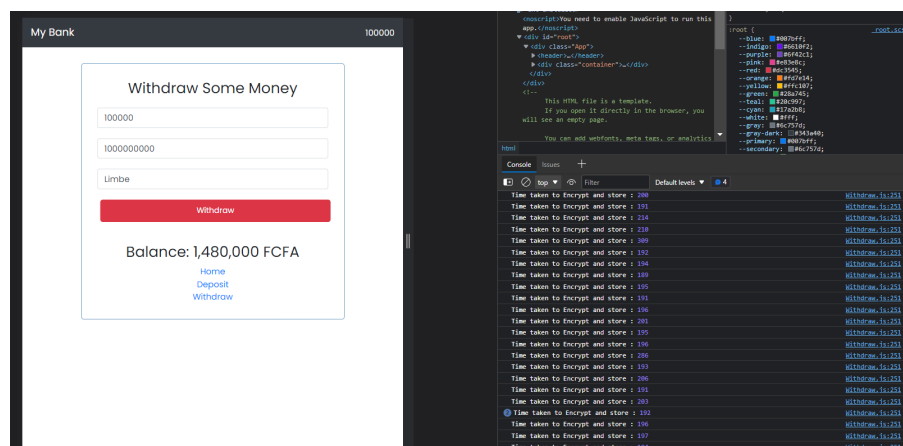 My Bank
100000
Withdraw Some Money
100000
1000000000
Limbe
Withdraw
Balance: 1,480,000 FCFA
Home
Deposit
Withdraw
<noscript>You need to enable JavaScript to run this
app.</noscript>
▼<div id="root">
▼<div class="App">
▶<header>…</header>
▶<div class="container">…</div>
</div>
</div>
<!--
This HTML file is a template.
If you open it directly in the browser, you
will see an empty page.
You can add webfonts, meta tags, or analytics
html
}
:root {
_root.scs
--blue: #007bff;
--indigo: #6610f2;
--purple: #6f42c1;
--pink: #e83e8c;
--red: #dc3545;
--orange: #fd7e14;
--yellow: #ffc107;
--green: #28a745;
--teal: #20c997;
--cyan: #17a2b8;
--white: #fff;
--gray: #6c757d;
--gray-dark: #343a40;
--primary: #007bff;
--secondary: #6c757d;
Console Issues +
top ▼ Filter Default levels ▼ 4
Time taken to Encrypt and store : 200 Withdraw.js:251
Time taken to Encrypt and store : 191 Withdraw.js:251
Time taken to Encrypt and store : 214 Withdraw.js:251
Time taken to Encrypt and store : 210 Withdraw.js:251
Time taken to Encrypt and store : 309 Withdraw.js:251
Time taken to Encrypt and store : 192 Withdraw.js:251
Time taken to Encrypt and store : 194 Withdraw.js:251
Time taken to Encrypt and store : 189 Withdraw.js:251
Time taken to Encrypt and store : 195 Withdraw.js:251
Time taken to Encrypt and store : 191 Withdraw.js:251
Time taken to Encrypt and store : 196 Withdraw.js:251
Time taken to Encrypt and store : 201 Withdraw.js:251
Time taken to Encrypt and store : 195 Withdraw.js:251
Time taken to Encrypt and store : 196 Withdraw.js:251
Time taken to Encrypt and store : 286 Withdraw.js:251
Time taken to Encrypt and store : 193 Withdraw.js:251
Time taken to Encrypt and store : 206 Withdraw.js:251
Time taken to Encrypt and store : 191 Withdraw.js:251
Time taken to Encrypt and store : 203 Withdraw.js:251
2 Time taken to Encrypt and store : 192 Withdraw.js:251
Time taken to Encrypt and store : 196 Withdraw.js:251
Time taken to Encrypt and store : 197 Withdraw.js:251